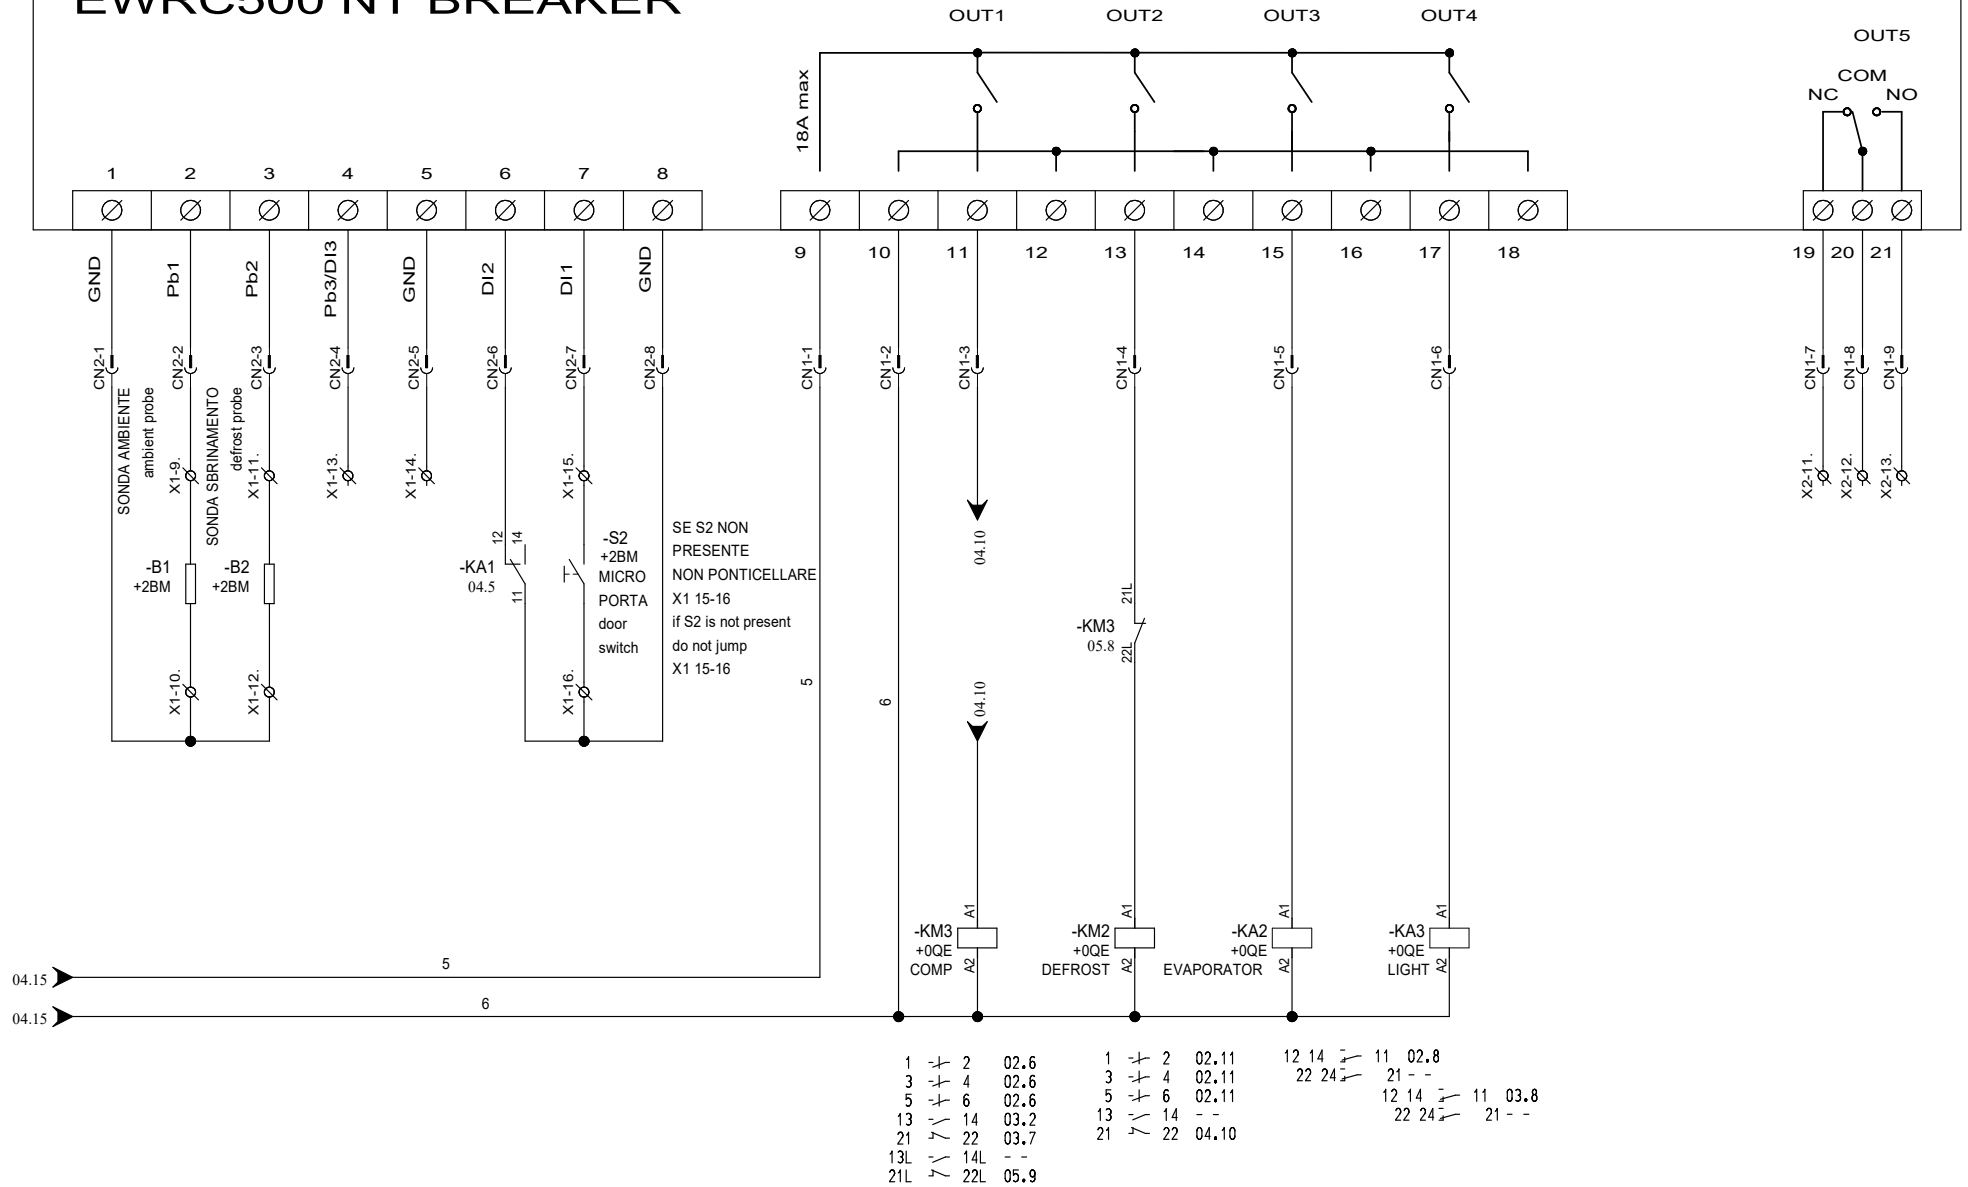 EWRC500 NT BREAKER
OUT1 OUT2 OUT3 OUT4
OUT5
COM
NC NO
18A max
1 2 3 4 5 6 7 8
9 10 11 12 13 14 15 16 17 18
19 20 21
GND Pb1 Pb2 Pb3/DI3 GND DI2 DI1 GND
CN2-1 CN2-2 CN2-3 CN2-4 CN2-5 CN2-6 CN2-7 CN2-8
CN1-1 CN1-2 CN1-3 CN1-4 CN1-5 CN1-6 CN1-7 CN1-8 CN1-9
SONDA AMBIENTE
ambient probe
SONDA SBRINAMENTO
defrost probe
X1-9. X1-11. X1-13. X1-14. X1-15.
X2-11. X2-12. X2-13.
-B1
+2BM
-B2
+2BM
12 14
-KA1
04.5
11
-S2
+2BM
MICRO
PORTA
door
switch
SE S2 NON
PRESENTE
NON PONTICELLARE
X1 15-16
if S2 is not present
do not jump
X1 15-16
04.10
21L
-KM3
05.8
22L
X1-10. X1-12. X1-16.
5
6
04.10
A1 A1 A1 A1
-KM3
+0QE
COMP
A2
-KM2
+0QE
DEFROST
A2
-KA2
+0QE
EVAPORATOR
A2
-KA3
+0QE
LIGHT
A2
04.15 5
04.15 6
1 2 02.6
3 4 02.6
5 6 02.6
13 14 03.2
21 22 03.7
13L 14L - -
21L 22L 05.9
1 2 02.11
3 4 02.11
5 6 02.11
13 14 - -
21 22 04.10
12 14 11 02.8
22 24 21 - -
12 14 11 03.8
22 24 21 - -